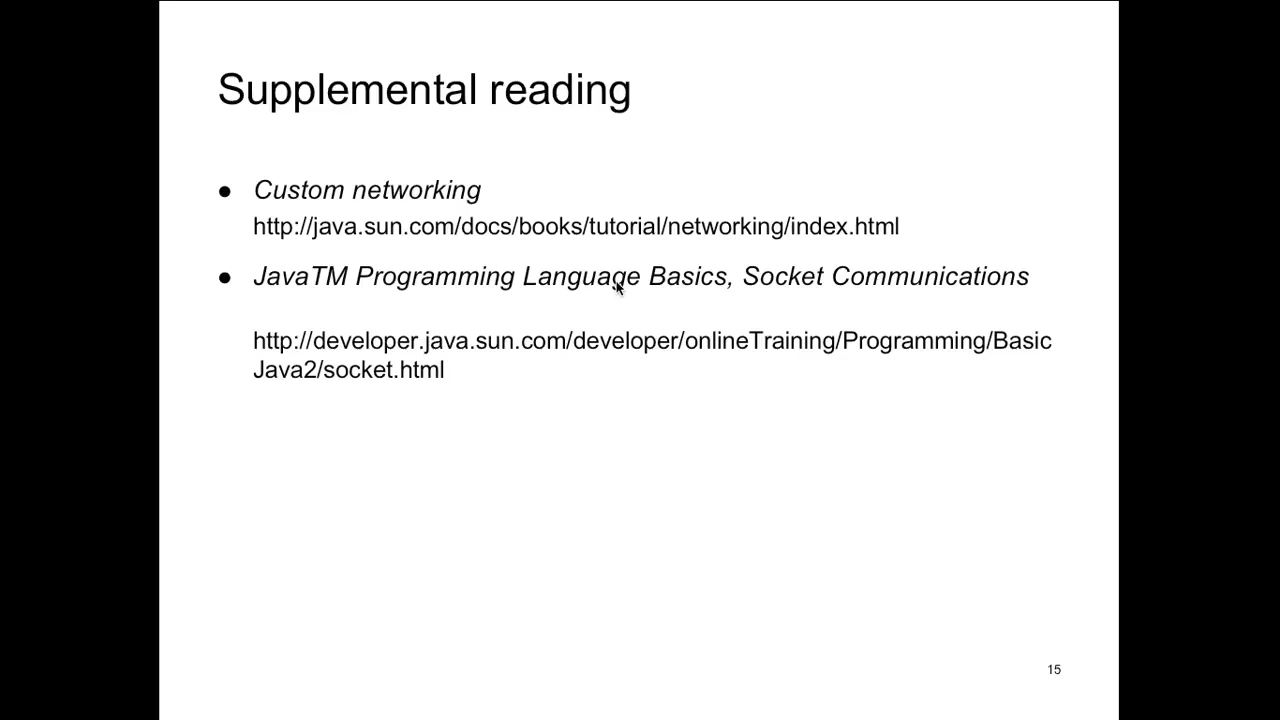 Supplemental reading
● Custom networking
http://java.sun.com/docs/books/tutorial/networking/index.html
● JavaTM Programming Language Basics, Socket Communications
http://developer.java.sun.com/developer/onlineTraining/Programming/Basic
Java2/socket.html
15